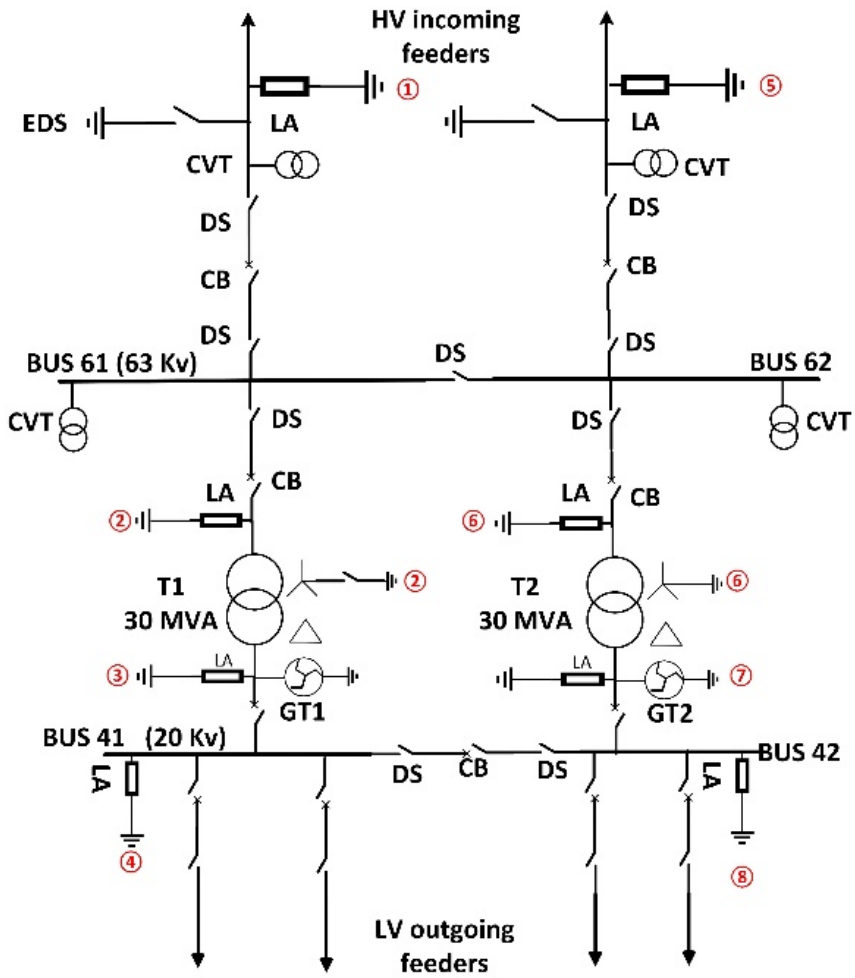 HV incoming
feeders
①
⑤
EDS
LA
LA
CVT
CVT
DS
DS
CB
CB
DS
DS
BUS 61 (63 Kv)
DS
BUS 62
CVT
DS
DS
CVT
LA
CB
LA
CB
②
⑥
T1
30 MVA
②
T2
30 MVA
⑥
③
LA
GT1
LA
GT2
⑦
BUS 41 (20 Kv)
DS
CB
DS
BUS 42
LA
LA
④
⑧
LV outgoing
feeders